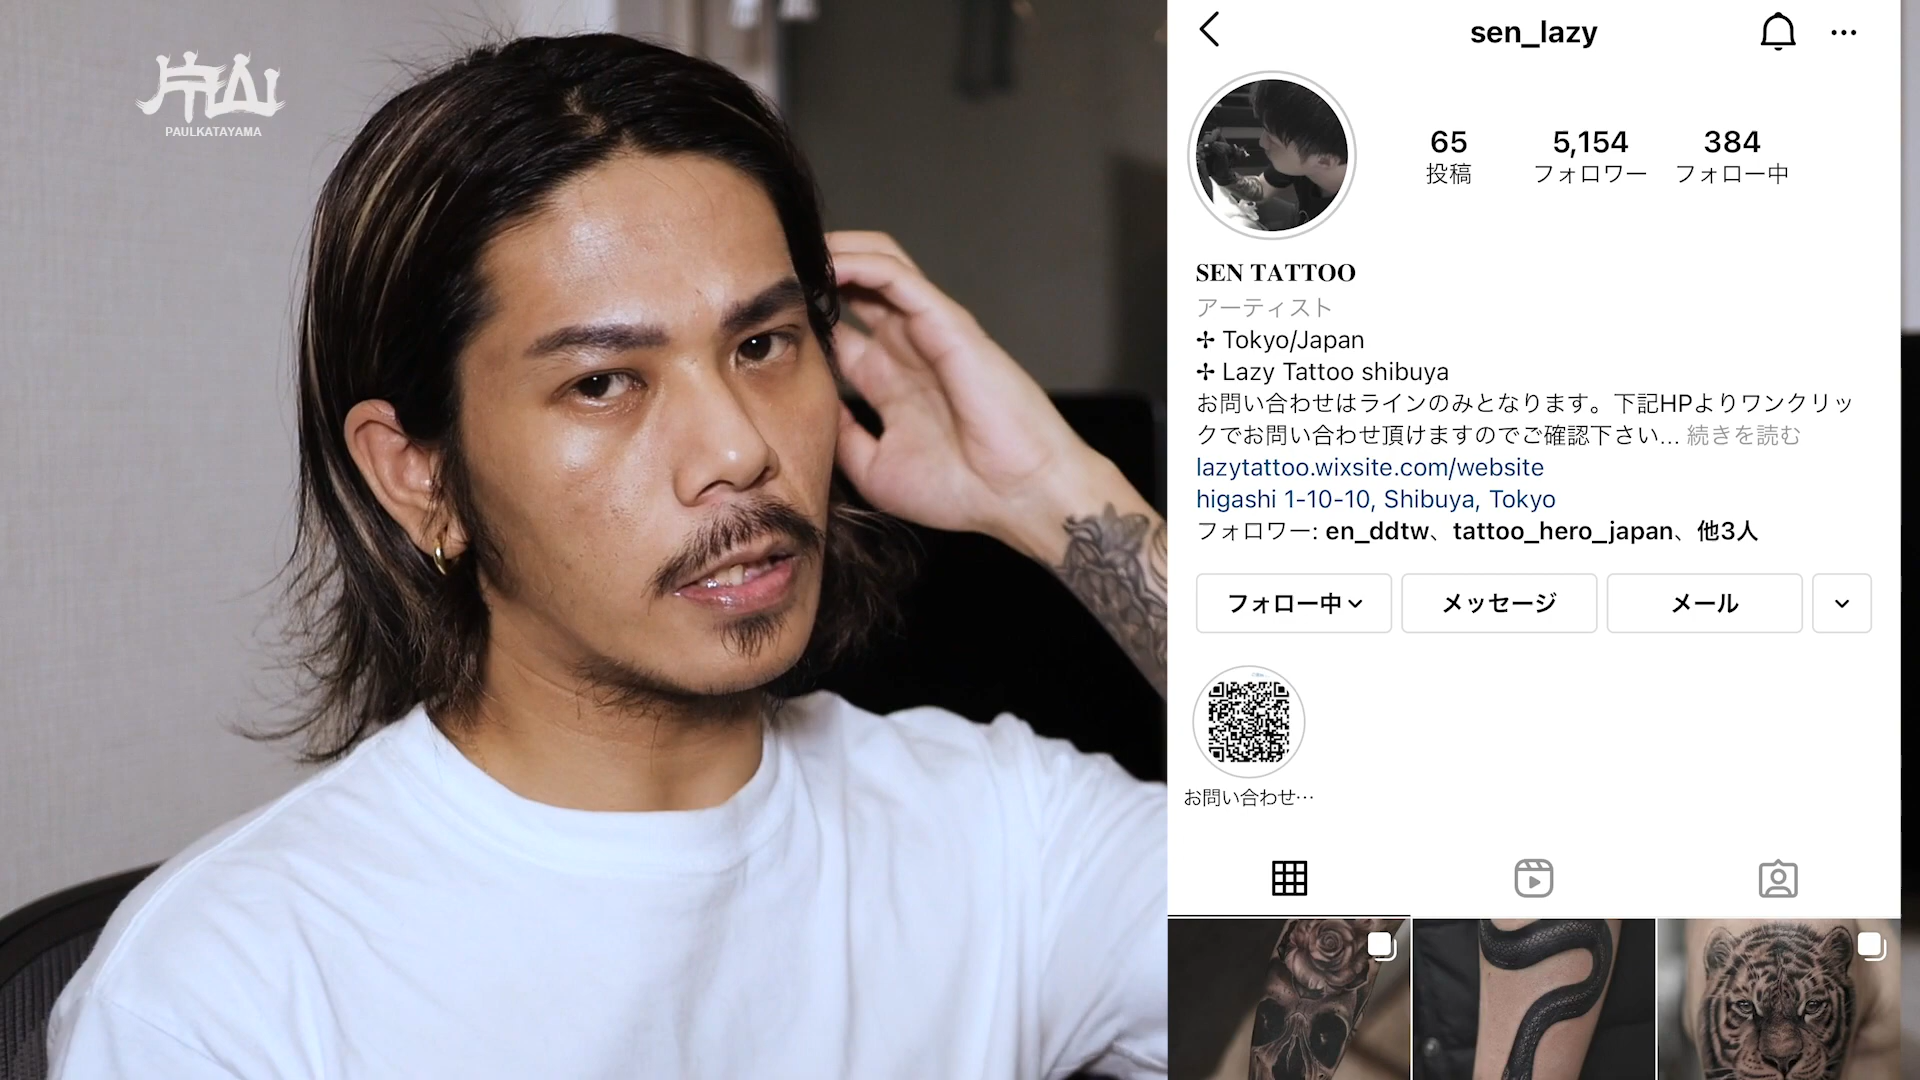 片山
PAULKATAYAMA
sen_lazy
65
5,154
384
投稿
フォロワー
フォロー中
SEN TATTOO
アーティスト
✢ Tokyo/Japan
✢ Lazy Tattoo shibuya
お問い合わせはラインのみとなります。下記HPよりワンクリッ
クでお問い合わせ頂けますのでご確認下さい... 続きを読む
lazytattoo.wixsite.com/website
higashi 1-10-10, Shibuya, Tokyo
フォロワー: en_ddtw、tattoo_hero_japan、他3人
フォロー中
メッセージ
メール
お問い合わせ…